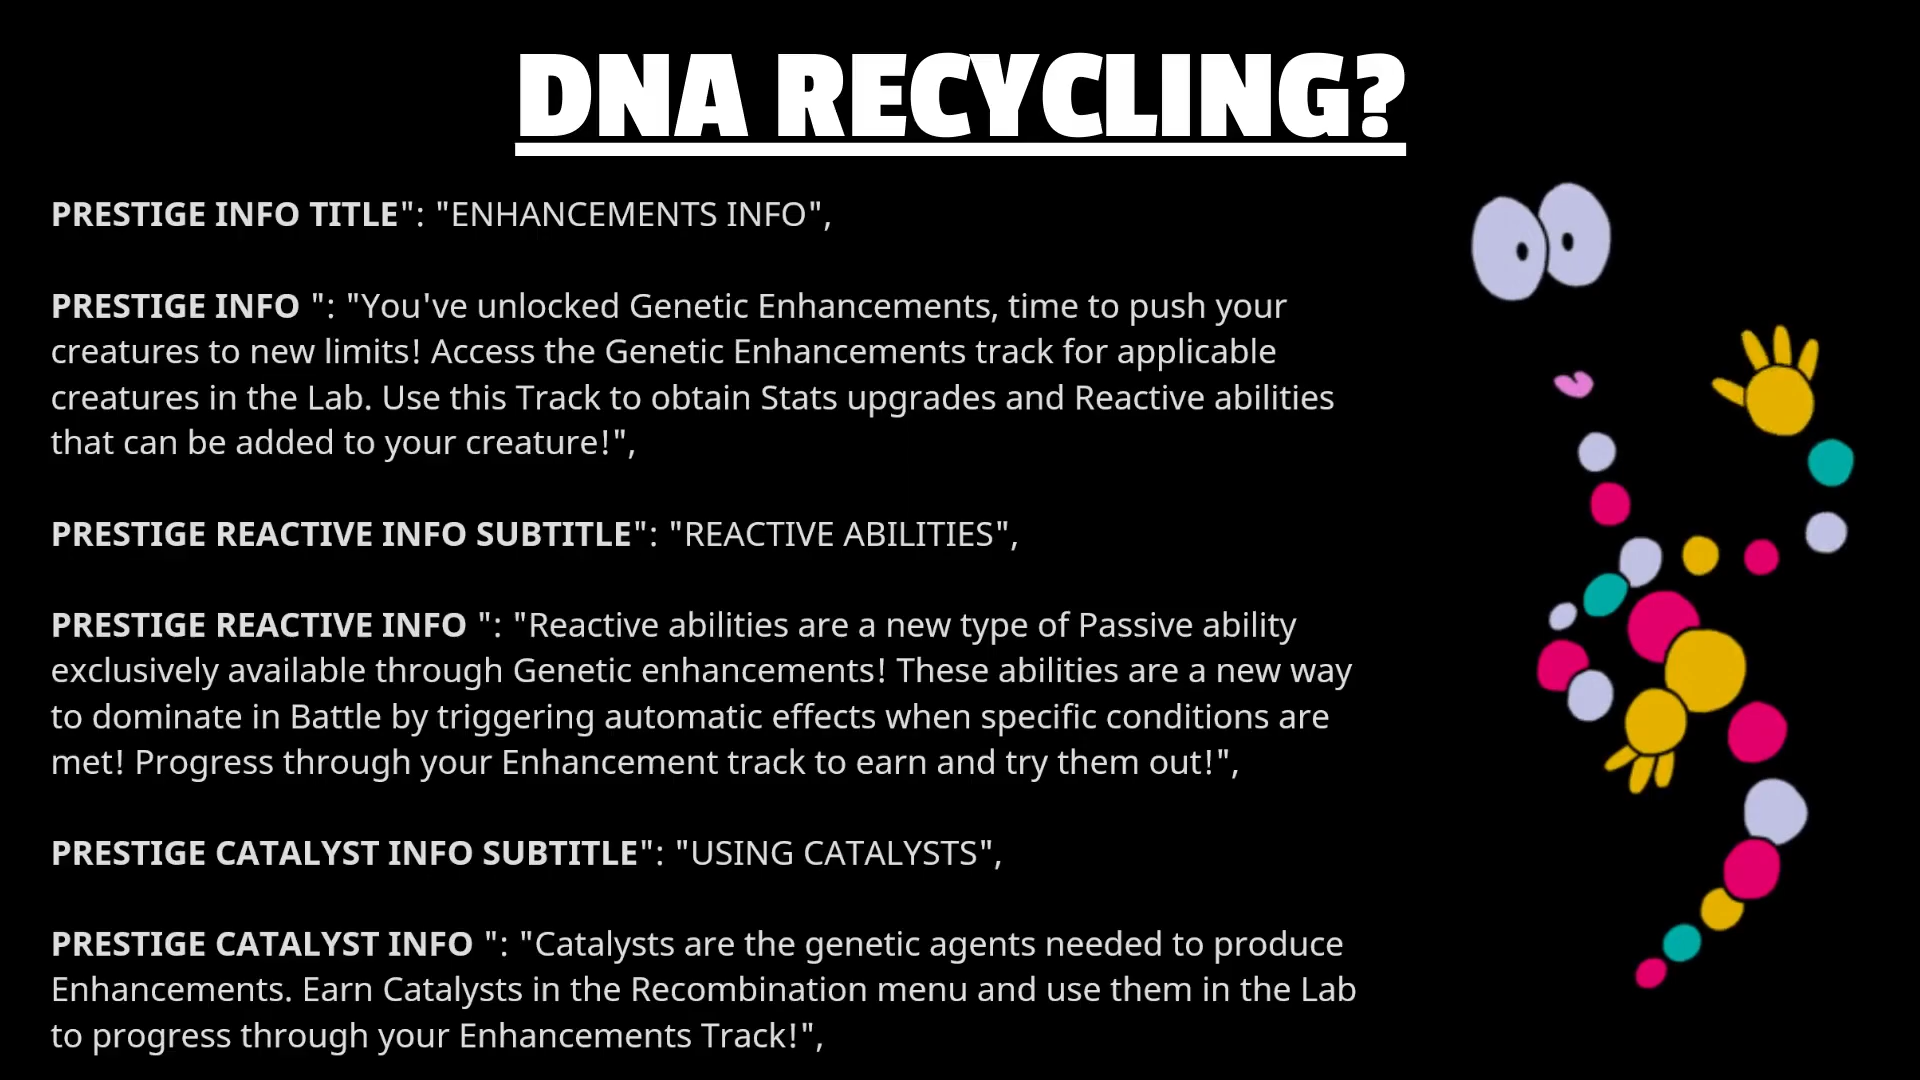 DNA RECYCLING?
PRESTIGE INFO TITLE": "ENHANCEMENTS INFO",
PRESTIGE INFO ": "You've unlocked Genetic Enhancements, time to push your
creatures to new limits! Access the Genetic Enhancements track for applicable
creatures in the Lab. Use this Track to obtain Stats upgrades and Reactive abilities
that can be added to your creature!",
PRESTIGE REACTIVE INFO SUBTITLE": "REACTIVE ABILITIES",
PRESTIGE REACTIVE INFO ": "Reactive abilities are a new type of Passive ability
exclusively available through Genetic enhancements! These abilities are a new way
to dominate in Battle by triggering automatic effects when specific conditions are
met! Progress through your Enhancement track to earn and try them out!",
PRESTIGE CATALYST INFO SUBTITLE": "USING CATALYSTS",
PRESTIGE CATALYST INFO ": "Catalysts are the genetic agents needed to produce
Enhancements. Earn Catalysts in the Recombination menu and use them in the Lab
to progress through your Enhancements Track!",